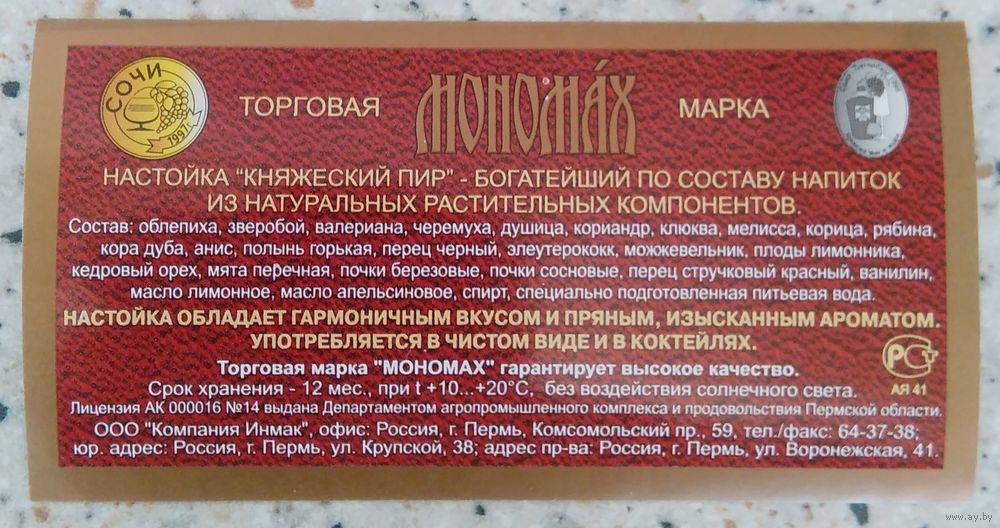 СОЧИ
1997
ТОРГОВАЯ МОНОМАХ МАРКА
НАСТОЙКА "КНЯЖЕСКИЙ ПИР" - БОГАТЕЙШИЙ ПО СОСТАВУ НАПИТОК
ИЗ НАТУРАЛЬНЫХ РАСТИТЕЛЬНЫХ КОМПОНЕНТОВ.
Состав: облепиха, зверобой, валериана, черемуха, душица, кориандр, клюква, мелисса, корица, рябина,
кора дуба, анис, полынь горькая, перец черный, элеутерококк, можжевельник, плоды лимонника,
кедровый орех, мята перечная, почки березовые, почки сосновые, перец стручковый красный, ванилин,
масло лимонное, масло апельсиновое, спирт, специально подготовленная питьевая вода.
НАСТОЙКА ОБЛАДАЕТ ГАРМОНИЧНЫМ ВКУСОМ И ПРЯНЫМ, ИЗЫСКАННЫМ АРОМАТОМ.
УПОТРЕБЛЯЕТСЯ В ЧИСТОМ ВИДЕ И В КОКТЕЙЛЯХ.
Торговая марка "МОНОМАХ" гарантирует высокое качество.
Срок хранения - 12 мес., при t +10...+20°С, без воздействия солнечного света.
РСТ
АЯ 41
Лицензия АК 000016 №14 выдана Департаментом агропромышленного комплекса и продовольствия Пермской области.
ООО "Компания Инмак", офис: Россия, г. Пермь, Комсомольский пр., 59, тел./факс: 64-37-38;
юр. адрес: Россия, г. Пермь, ул. Крупской, 38; адрес пр-ва: Россия, г. Пермь, ул. Воронежская, 41.
www.ay.by